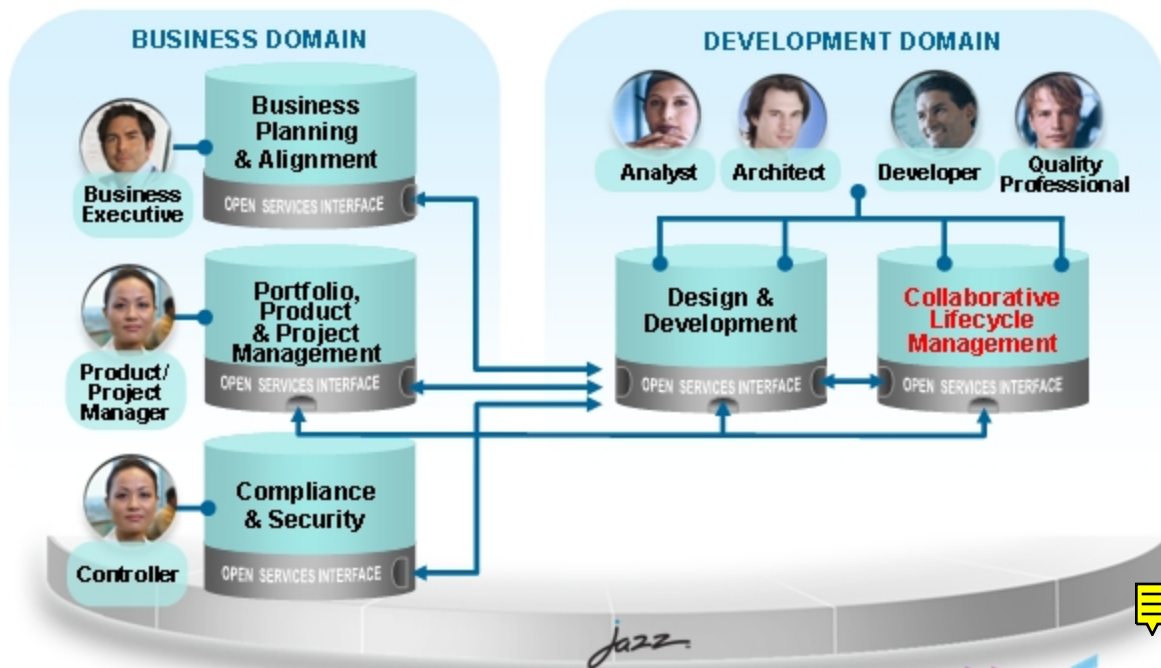 BUSINESS DOMAIN
Business
Planning
& Alignment
OPEN SERVICES INTERFACE
Business
Executive
Portfolio,
Product
& Project
Management
OPEN SERVICES INTERFACE
Product/
Project
Manager
Compliance
& Security
OPEN SERVICES INTERFACE
Controller
DEVELOPMENT DOMAIN
Analyst
Architect
Developer
Quality
Professional
Design &
Development
OPEN SERVICES INTERFACE
Collaborative
Lifecycle
Management
OPEN SERVICES INTERFACE
jazz